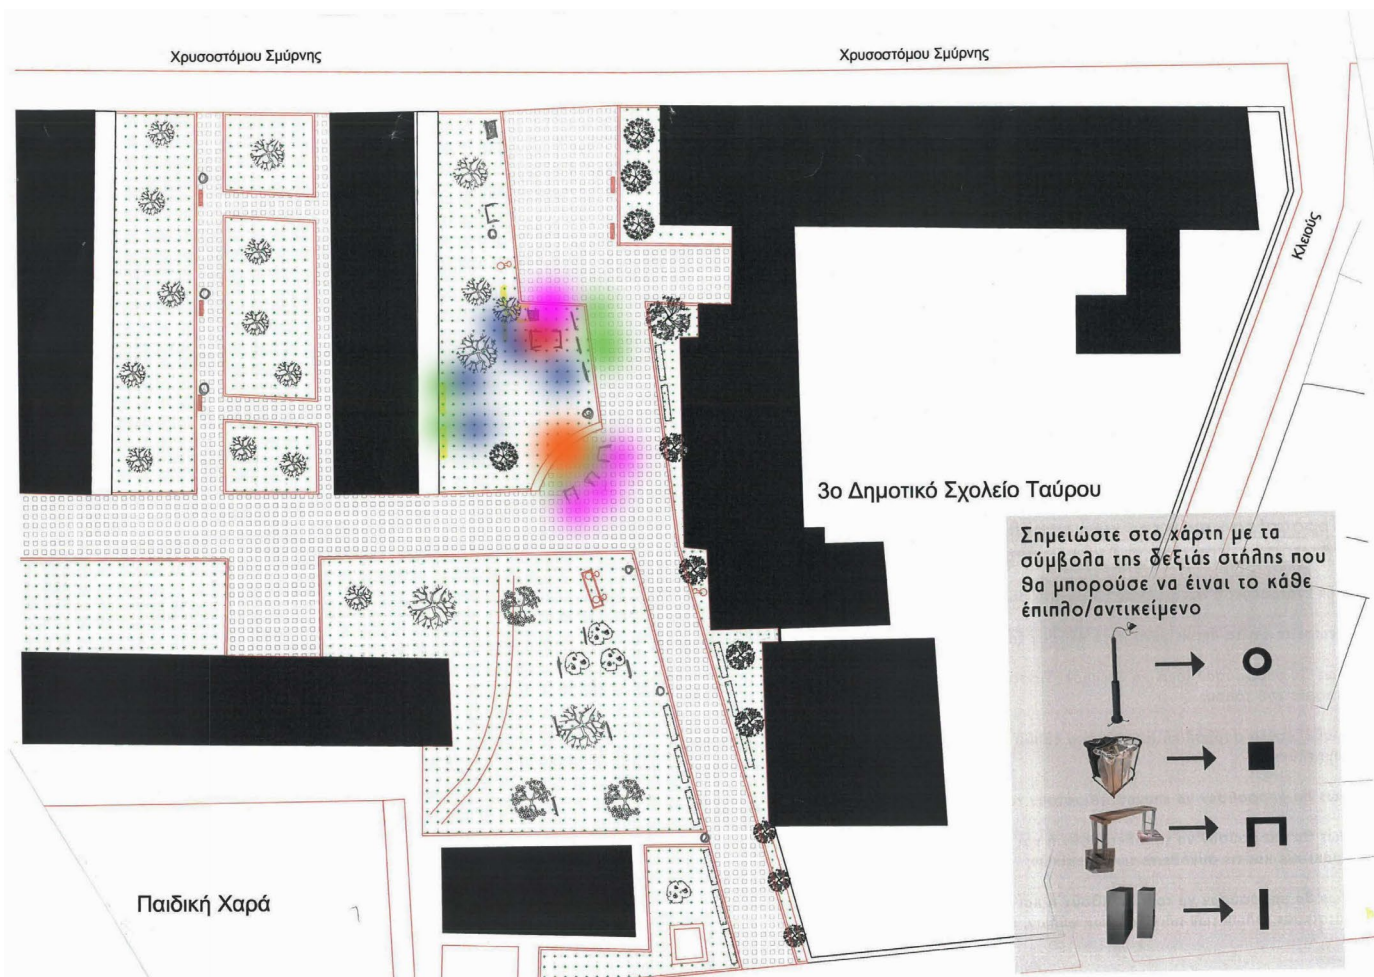 Χρυσοστόμου Σμύρνης
Χρυσοστόμου Σμύρνης
Κλειούς
3ο Δημοτικό Σχολείο Ταύρου
Σημειώστε στο χάρτη με τα
σύμβολα της δεξιάς στήλης που
θα μπορούσε να έιναι το κάθε
έπιπλο/αντικείμενο
Παιδική Χαρά